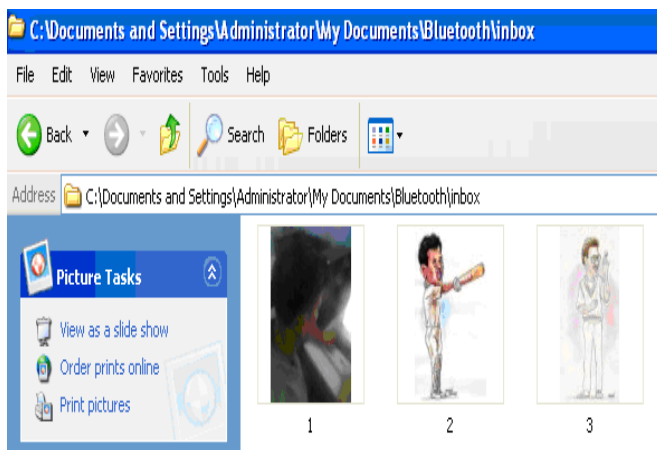 C:\Documents and Settings\Administrator\My Documents\Bluetooth\inbox
File Edit View Favorites Tools Help
Back Search Folders
Address C:\Documents and Settings\Administrator\My Documents\Bluetooth\inbox
Picture Tasks
View as a slide show
Order prints online
Print pictures
1 2 3